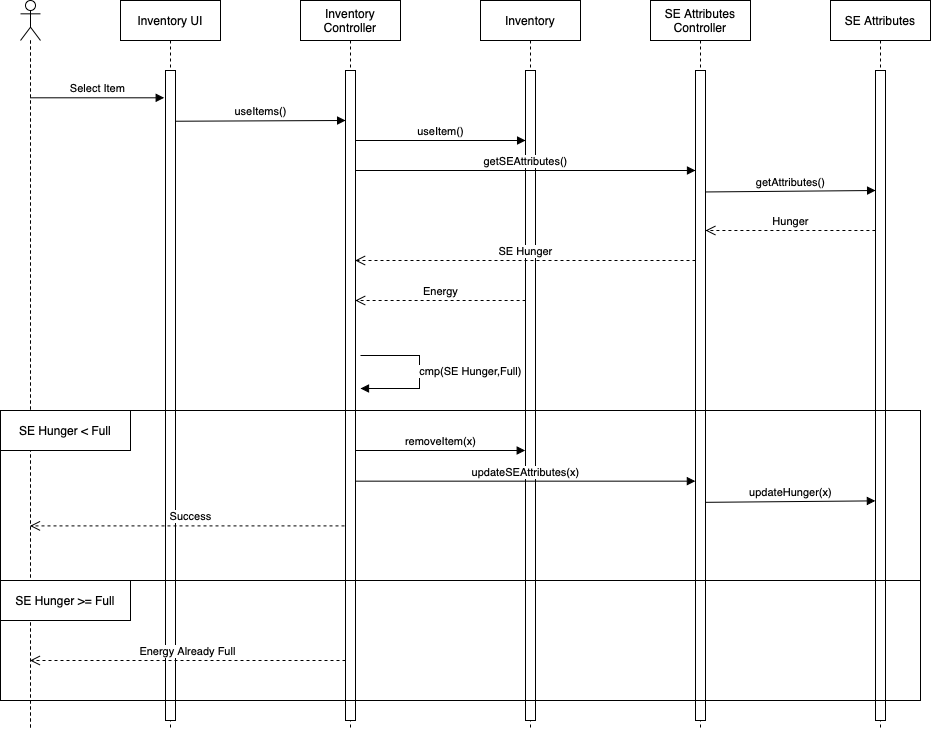 Inventory UI
Inventory
Controller
Inventory
SE Attributes
Controller
SE Attributes
Select Item
useItems()
useItem()
getSEAttributes()
getAttributes()
Hunger
SE Hunger
Energy
cmp(SE Hunger,Full)
SE Hunger < Full
removeItem(x)
updateSEAttributes(x)
updateHunger(x)
Success
SE Hunger >= Full
Energy Already Full